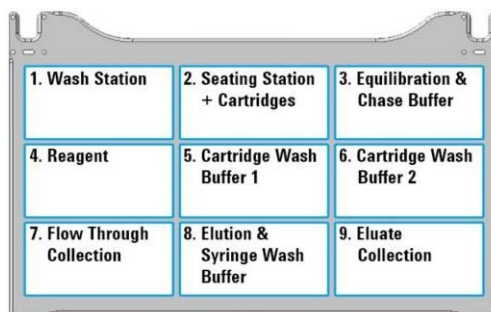 1. Wash Station
2. Seating Station
+ Cartridges
3. Equilibration &
Chase Buffer
4. Reagent
5. Cartridge Wash
Buffer 1
6. Cartridge Wash
Buffer 2
7. Flow Through
Collection
8. Elution &
Syringe Wash
Buffer
9. Eluate
Collection